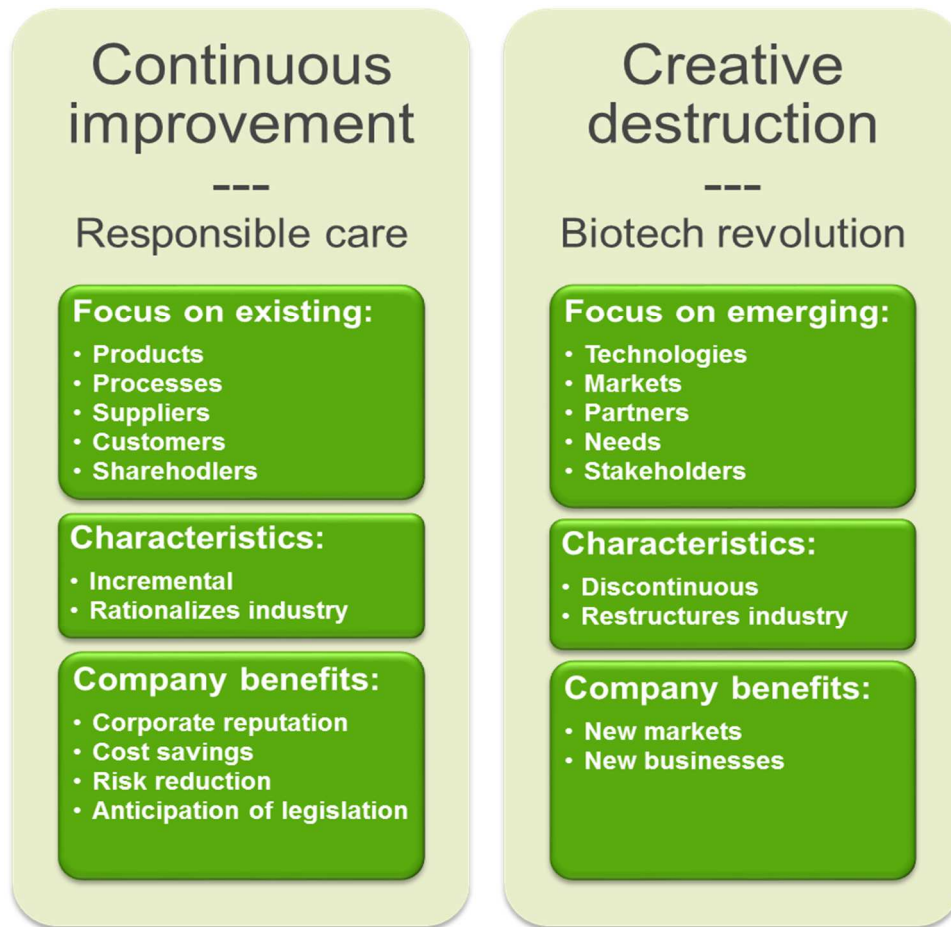 Continuous
improvement
---
Responsible care
Focus on existing:
• Products
• Processes
• Suppliers
• Customers
• Sharehodlers
Characteristics:
• Incremental
• Rationalizes industry
Company benefits:
• Corporate reputation
• Cost savings
• Risk reduction
• Anticipation of legislation
Creative
destruction
---
Biotech revolution
Focus on emerging:
• Technologies
• Markets
• Partners
• Needs
• Stakeholders
Characteristics:
• Discontinuous
• Restructures industry
Company benefits:
• New markets
• New businesses